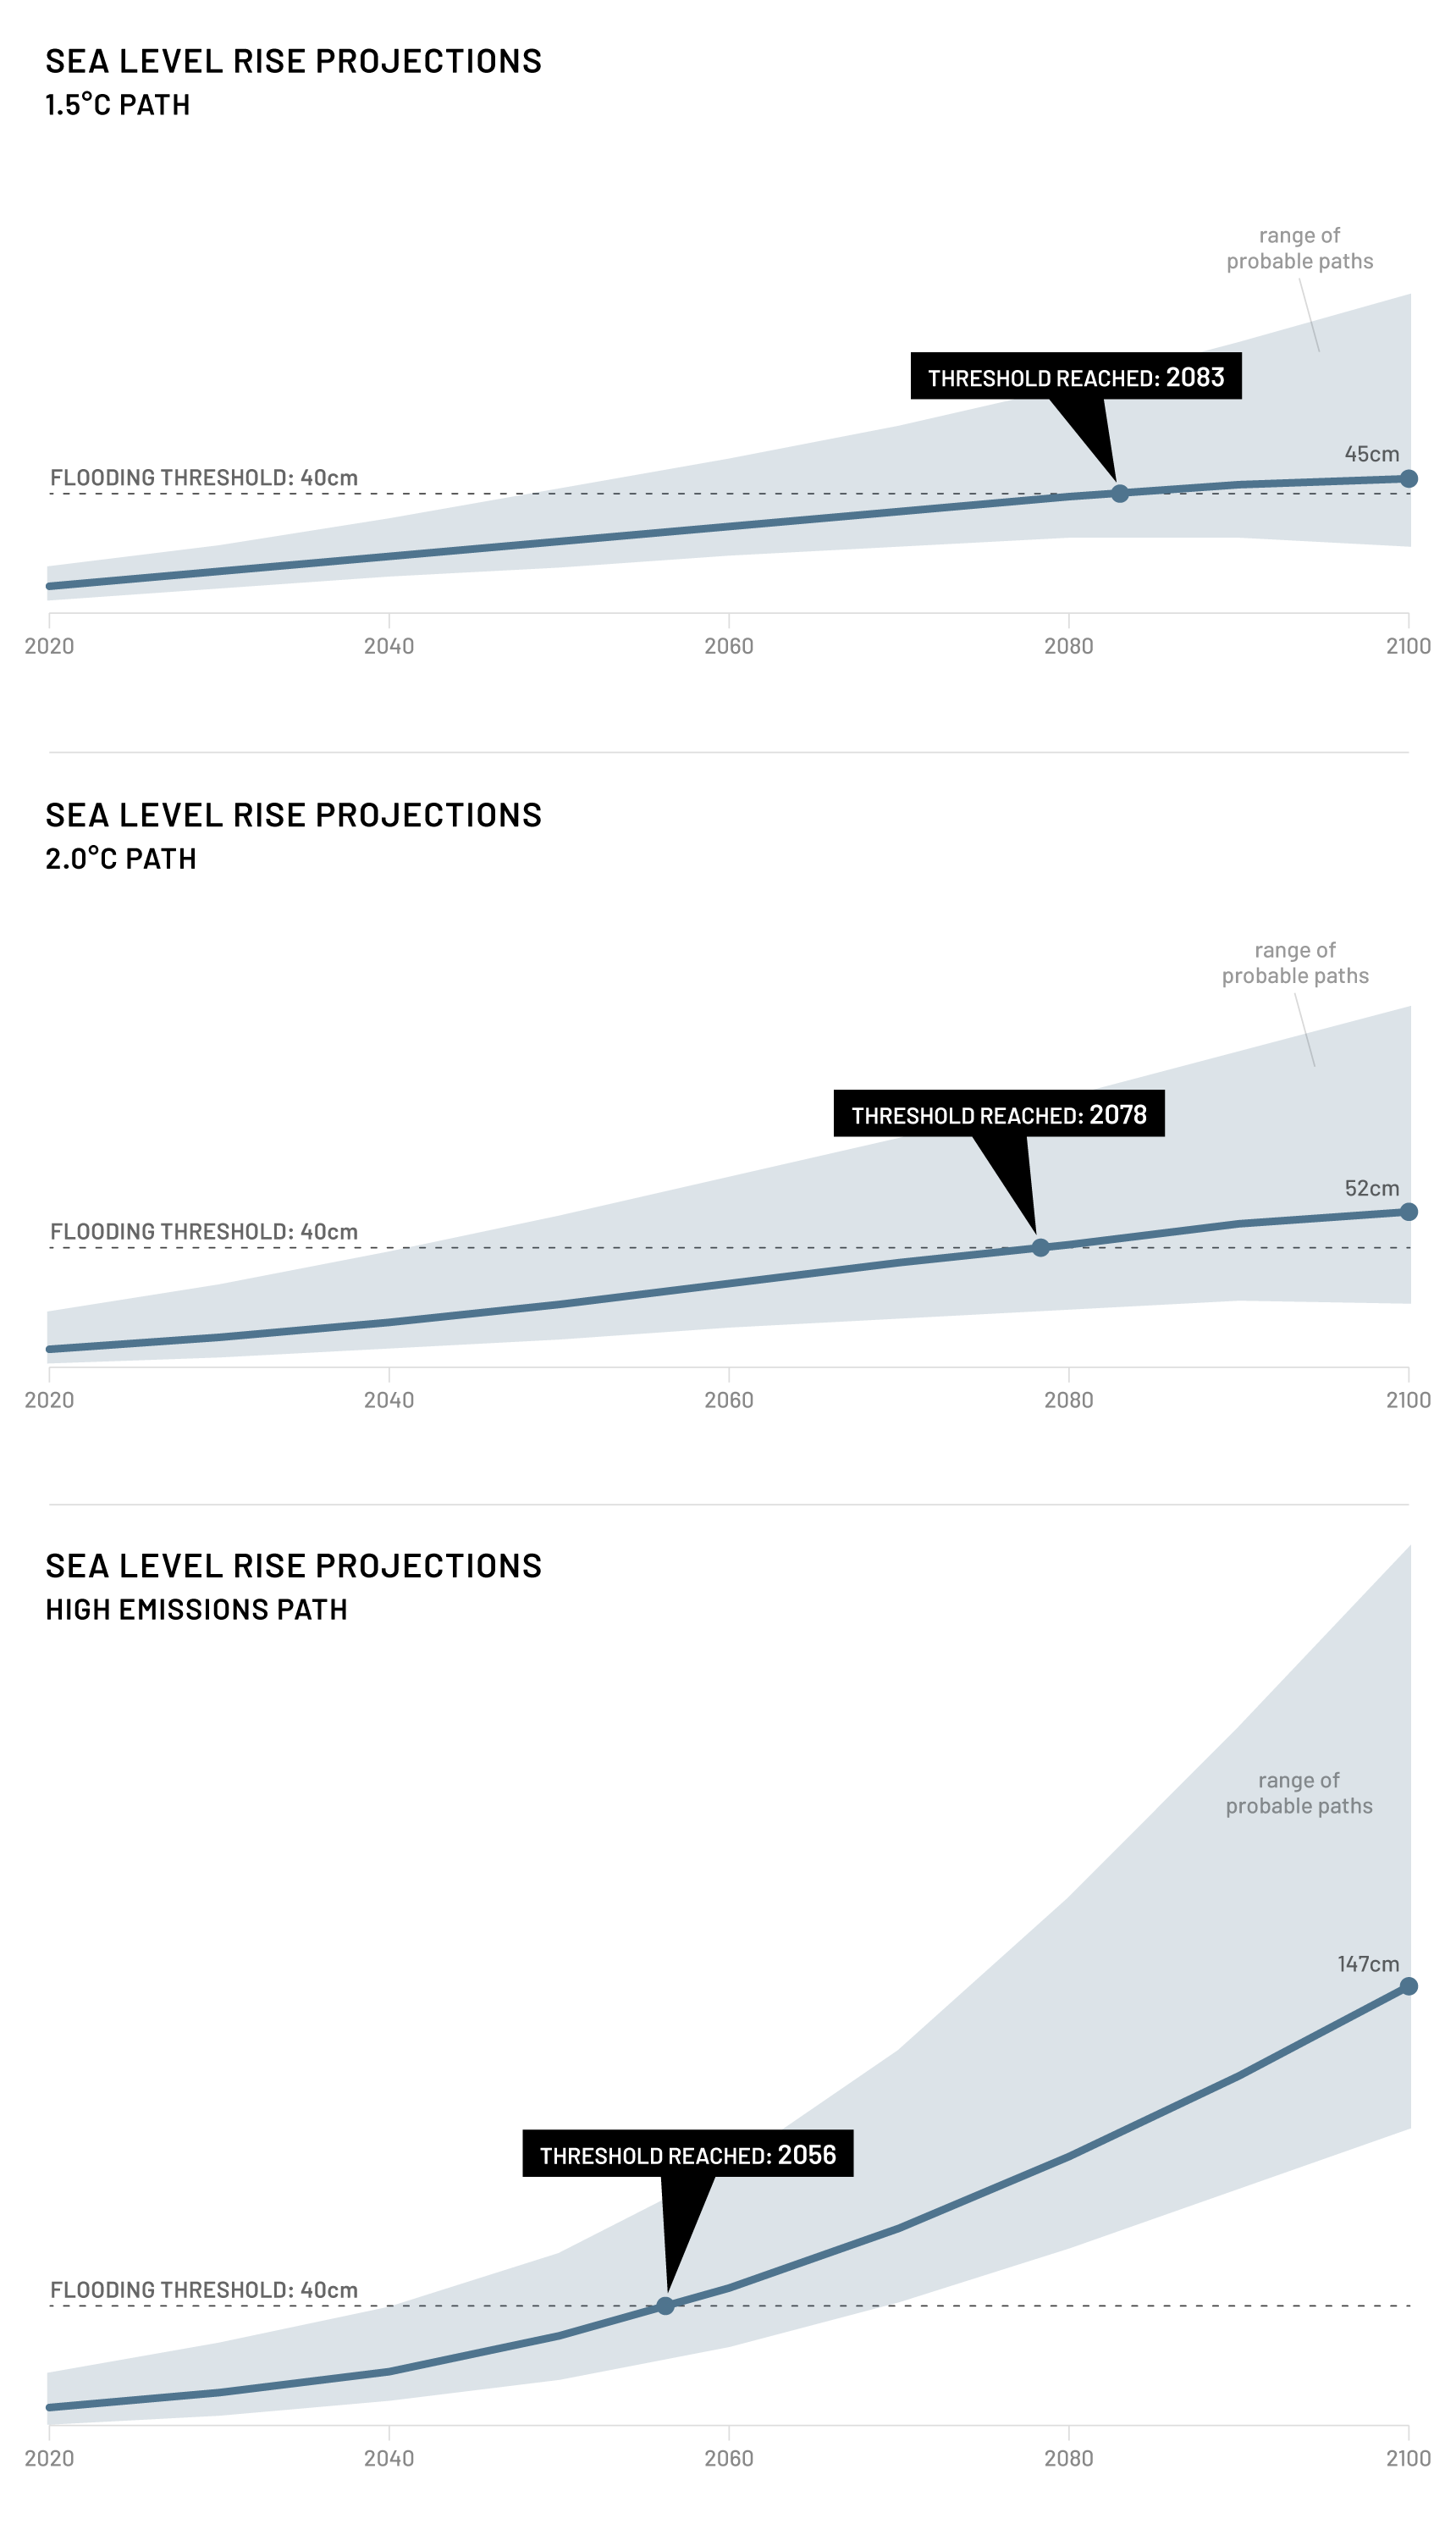 SEA LEVEL RISE PROJECTIONS
1.5°C PATH
range of
probable paths
THRESHOLD REACHED: 2083
45cm
FLOODING THRESHOLD: 40cm
2020 2040 2060 2080 2100
SEA LEVEL RISE PROJECTIONS
2.0°C PATH
range of
probable paths
THRESHOLD REACHED: 2078
52cm
FLOODING THRESHOLD: 40cm
2020 2040 2060 2080 2100
SEA LEVEL RISE PROJECTIONS
HIGH EMISSIONS PATH
range of
probable paths
147cm
THRESHOLD REACHED: 2056
FLOODING THRESHOLD: 40cm
2020 2040 2060 2080 2100